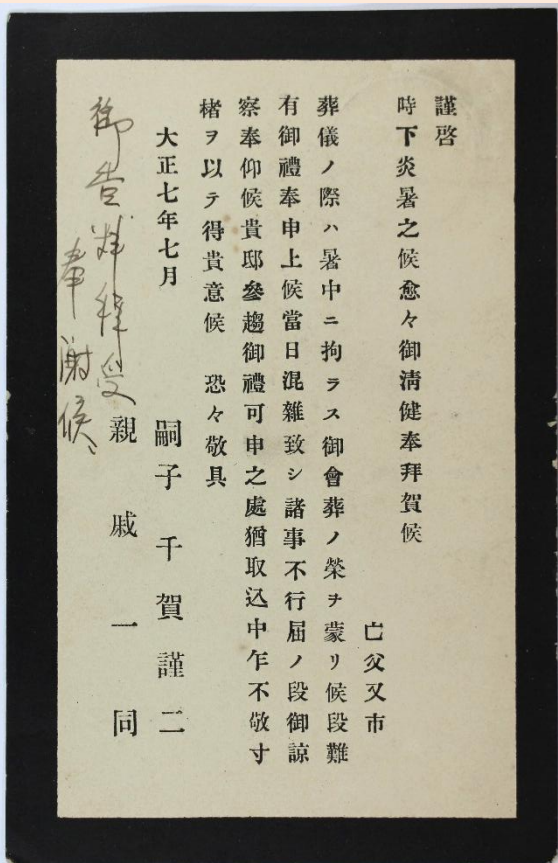 謹啓
時下炎暑之候愈々御淸健奉拜賀候
亡父又市
葬儀ノ際ハ暑中ニ拘ラス御會葬ノ榮ヲ蒙リ候段難
有御禮奉申上候當日混雜致シ諸事不行屆ノ段御諒
察奉仰候貴邸參趨御禮可申之處猶取込中乍不敬寸
楮ヲ以テ得貴意候 恐々敬具
大正七年七月
嗣子 千賀謹二
親戚一同
御
奉謝候